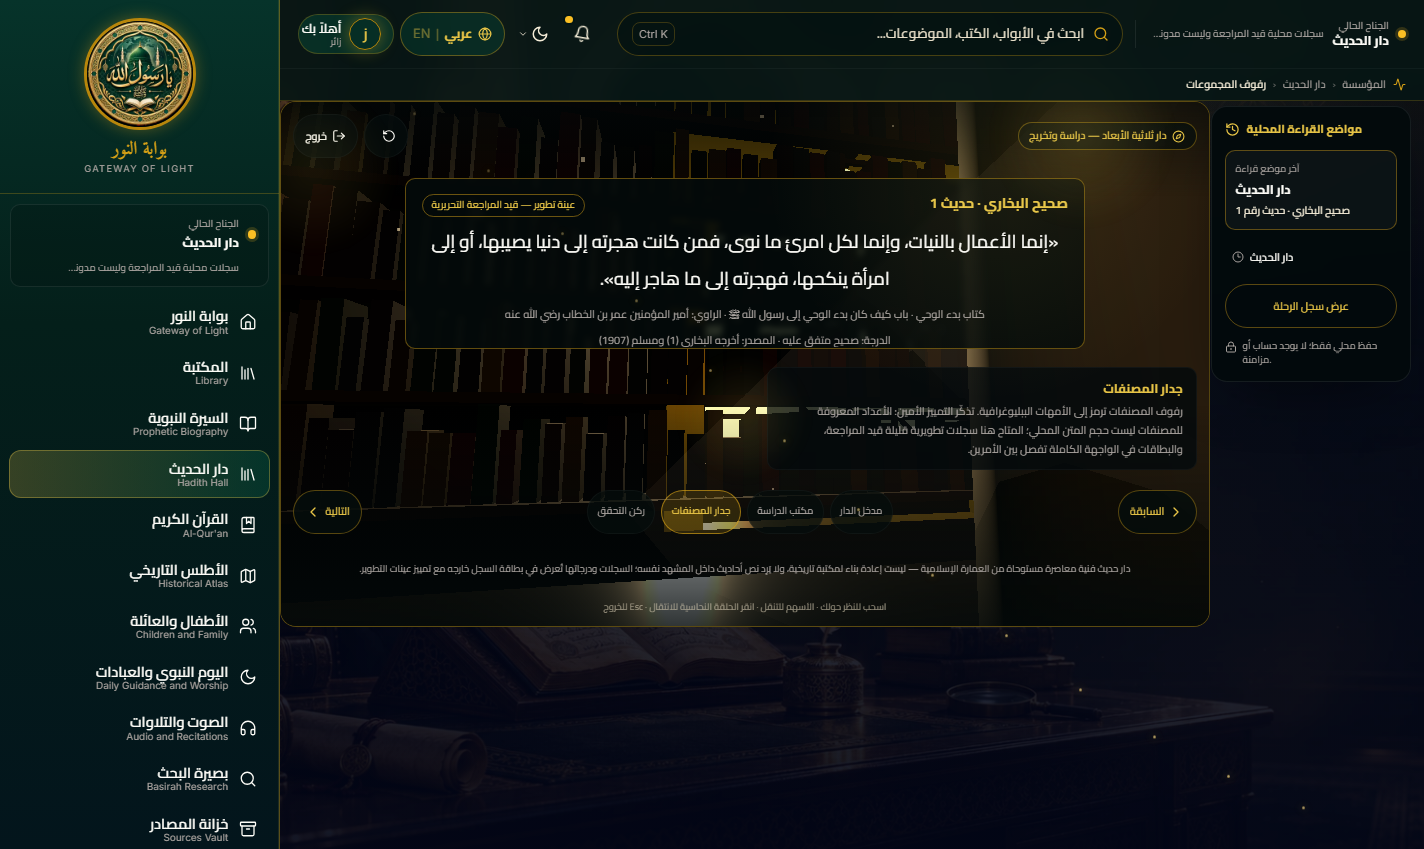 الجناح الحالي
دار الحديث
سجلات محلية قيد المراجعة وليست مدونـ...
ابحث في الأبواب، الكتب، الموضوعات...
Ctrl K
عربي | EN
ز
أهلاً بك
زائر
يا رسول الله
بوابة النور
GATEWAY OF LIGHT
المؤسسة › دار الحديث › رفوف المجموعات
الجناح الحالي
دار الحديث
سجلات محلية قيد المراجعة وليست مدونـ...
بوابة النور
Gateway of Light
المكتبة
Library
السيرة النبوية
Prophetic Biography
دار الحديث
Hadith Hall
القرآن الكريم
Al-Qur'an
الأطلس التاريخي
Historical Atlas
الأطفال والعائلة
Children and Family
اليوم النبوي والعبادات
Daily Guidance and Worship
الصوت والتلاوات
Audio and Recitations
بصيرة البحث
Basirah Research
خزانة المصادر
Sources Vault
مواضع القراءة المحلية
آخر موضع قراءة
دار الحديث
صحيح البخاري · حديث رقم 1
دار الحديث
عرض سجل الرحلة
حفظ محلي فقط؛ لا يوجد حساب أو
مزامنة.
دار ثلاثية الأبعاد — دراسة وتخريج
خروج
صحيح البخاري · حديث 1
عينة تطوير — قيد المراجعة التحريرية
«إنما الأعمال بالنيات، وإنما لكل امرئ ما نوى، فمن كانت هجرته إلى دنيا يصيبها، أو إلى
امرأة ينكحها، فهجرته إلى ما هاجر إليه».
كتاب بدء الوحي · باب كيف كان بدء الوحي إلى رسول الله ﷺ · الراوي: أمير المؤمنين عمر بن الخطاب رضي الله عنه
الدرجة: صحيح متفق عليه · المصدر: أخرجه البخاري (1) ومسلم (1907)
جدار المصنفات
رفوف المصنفات ترمز إلى الأمهات الببليوغرافية. تذكّر التمييز الأمين: الأعداد المعروفة
للمصنفات ليست حجم المتن المحلي؛ المتاح هنا سجلات تطويرية قليلة قيد المراجعة،
والبطاقات في الواجهة الكاملة تفصل بين الأمرين.
السابقة
مدخل الدار
مكتب الدراسة
جدار المصنفات
ركن التحقق
التالية
دار حديث فنية معاصرة مستوحاة من العمارة الإسلامية — ليست إعادة بناء لمكتبة تاريخية، ولا يَرِد نص أحاديث داخل المشهد نفسه؛ السجلات ودرجاتها تُعرض في بطاقة السجل خارجه مع تمييز عينات التطوير.
اسحب للنظر حولك · الأسهم للتنقل · انقر الحلقة النحاسية للانتقال · Esc للخروج